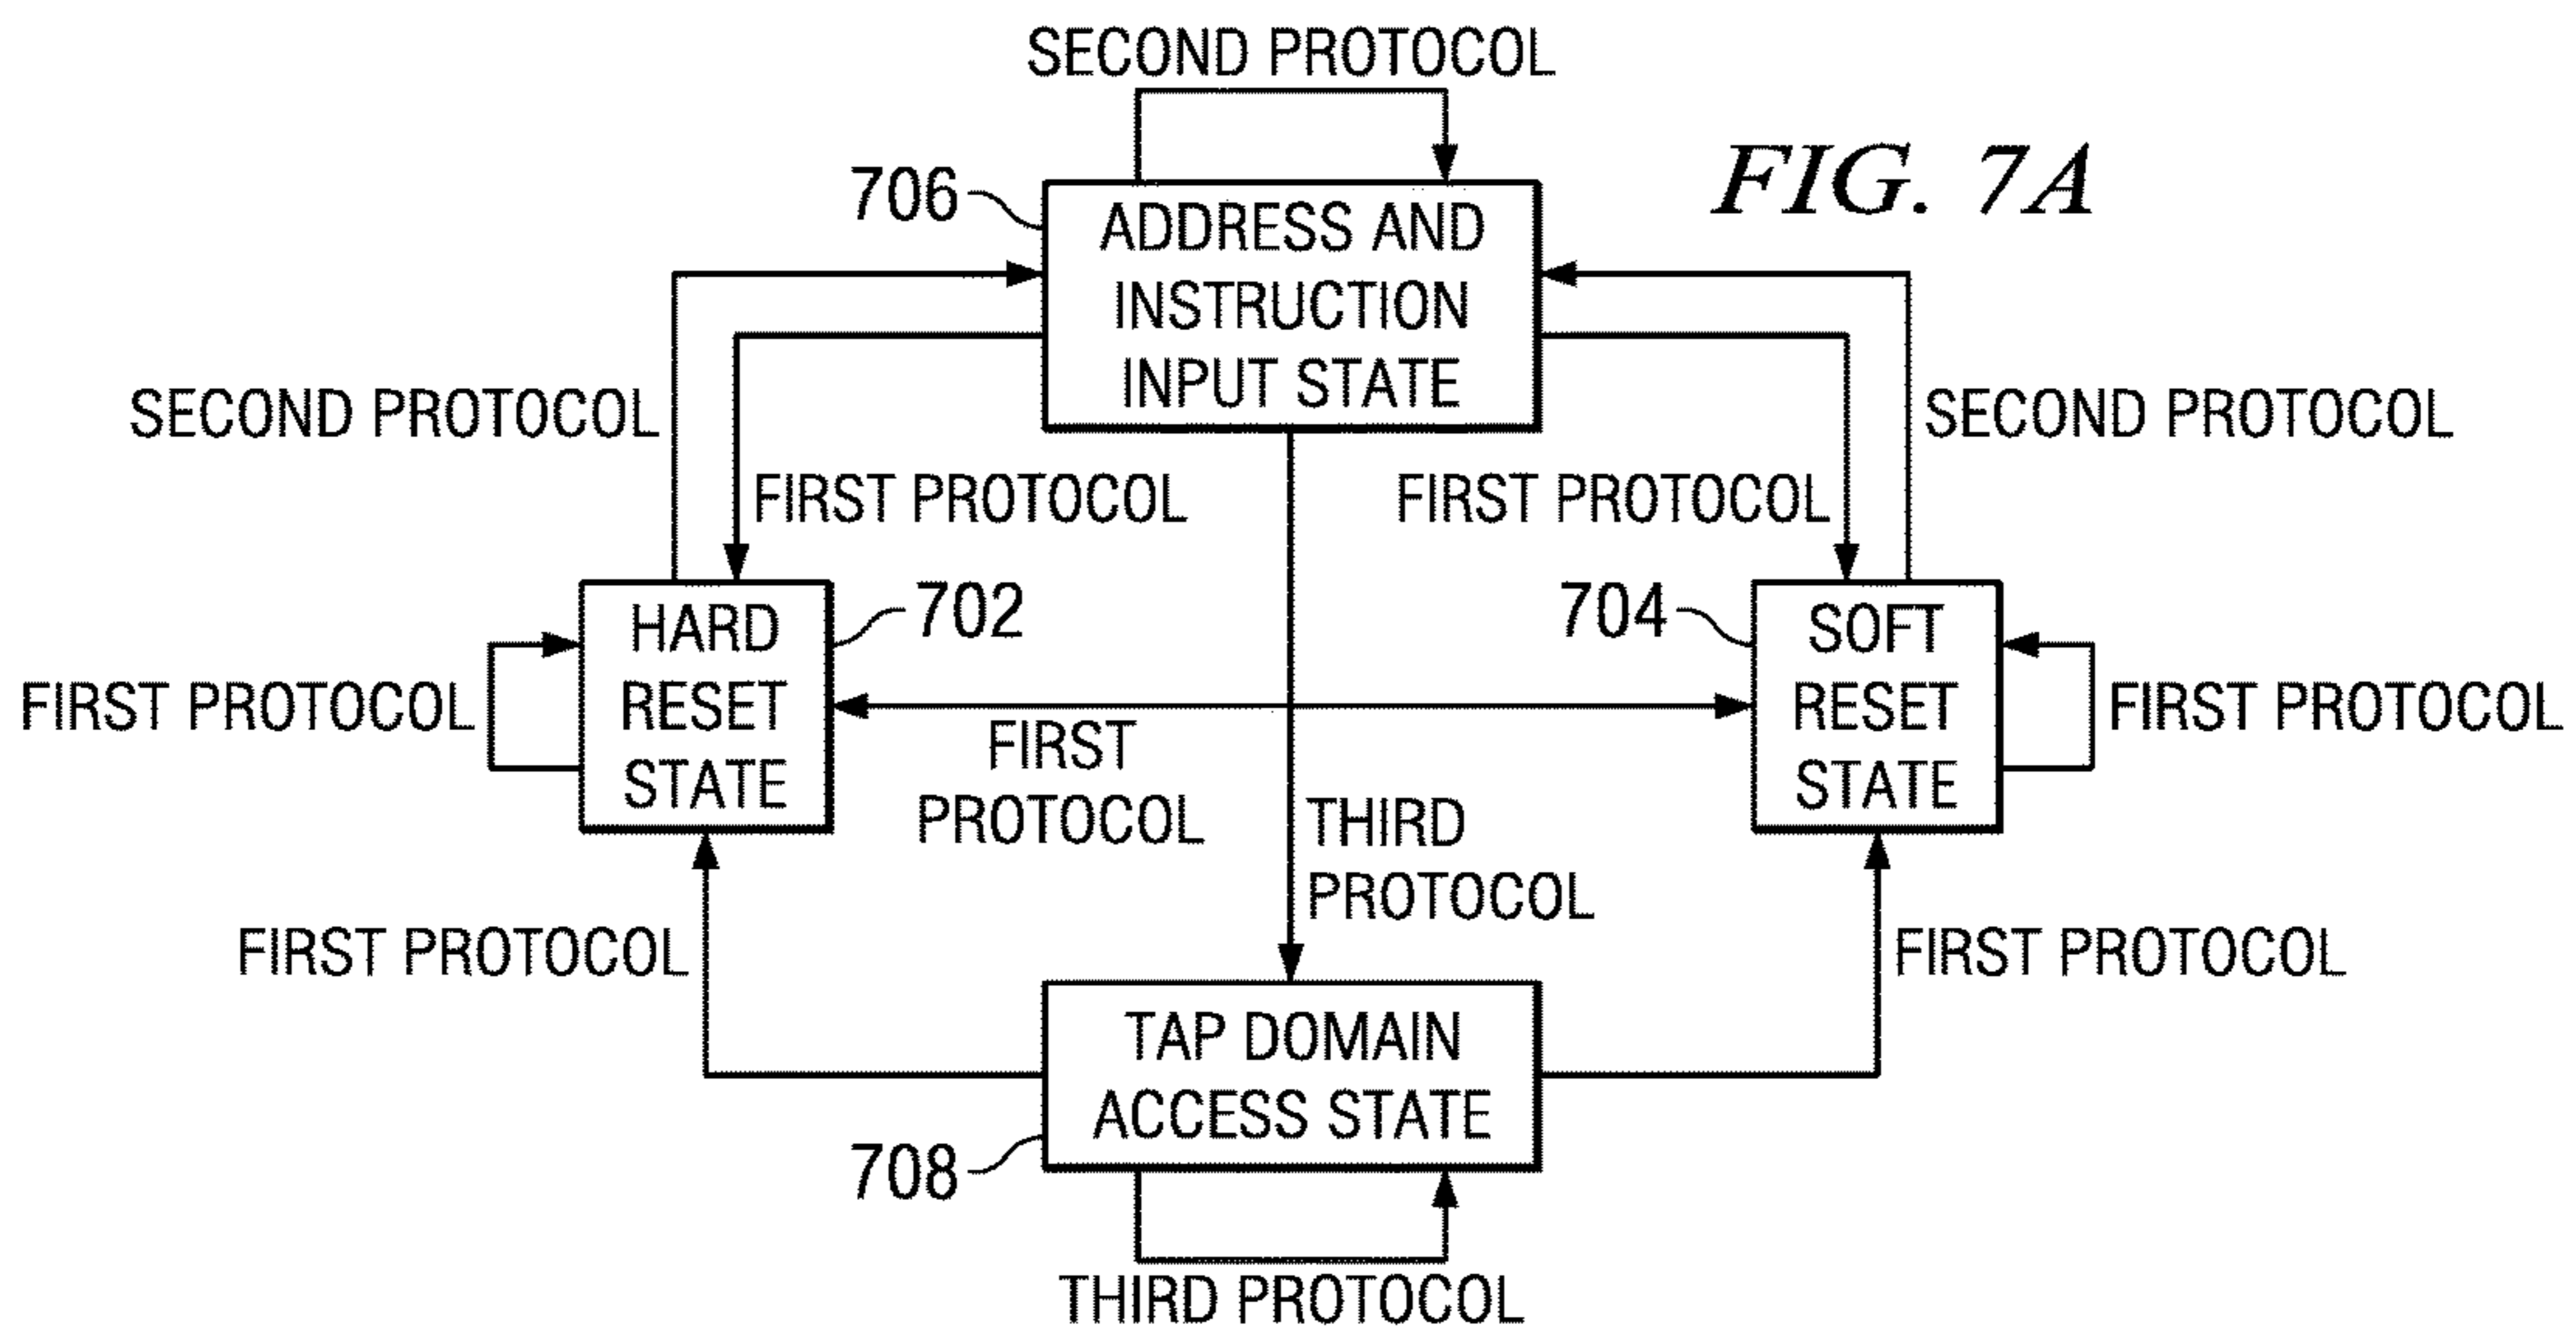 SECOND PROTOCOL
FIG. 7A
706
ADDRESS AND
INSTRUCTION
INPUT STATE
SECOND PROTOCOL
SECOND PROTOCOL
FIRST PROTOCOL
FIRST PROTOCOL
702
704
HARD
RESET
STATE
SOFT
RESET
STATE
FIRST PROTOCOL
FIRST PROTOCOL
FIRST
PROTOCOL
THIRD
PROTOCOL
FIRST PROTOCOL
FIRST PROTOCOL
TAP DOMAIN
ACCESS STATE
708
THIRD PROTOCOL